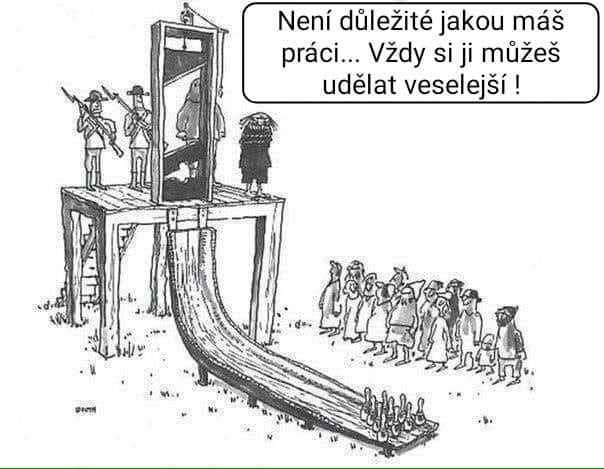 Není důležité jakou máš
práci... Vždy si ji můžeš
udělat veselejší !